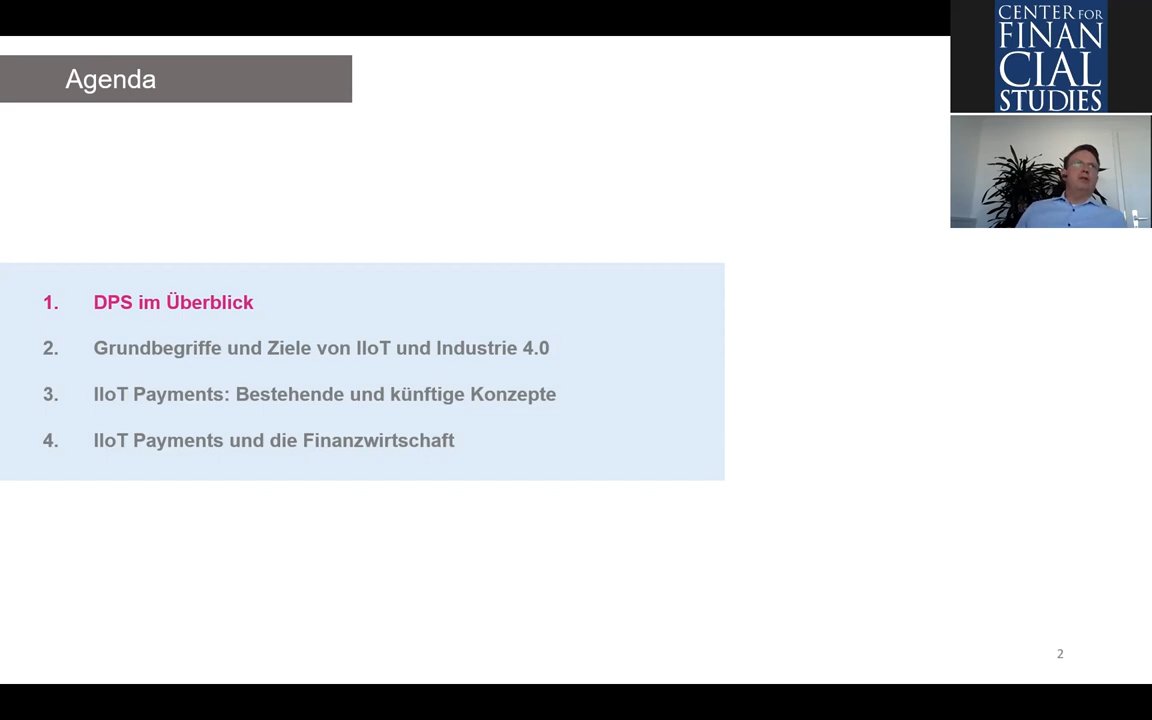 Agenda
CENTER FOR
FINAN
CIAL
STUDIES
1. DPS im Überblick
2. Grundbegriffe und Ziele von IIoT und Industrie 4.0
3. IIoT Payments: Bestehende und künftige Konzepte
4. IIoT Payments und die Finanzwirtschaft
2